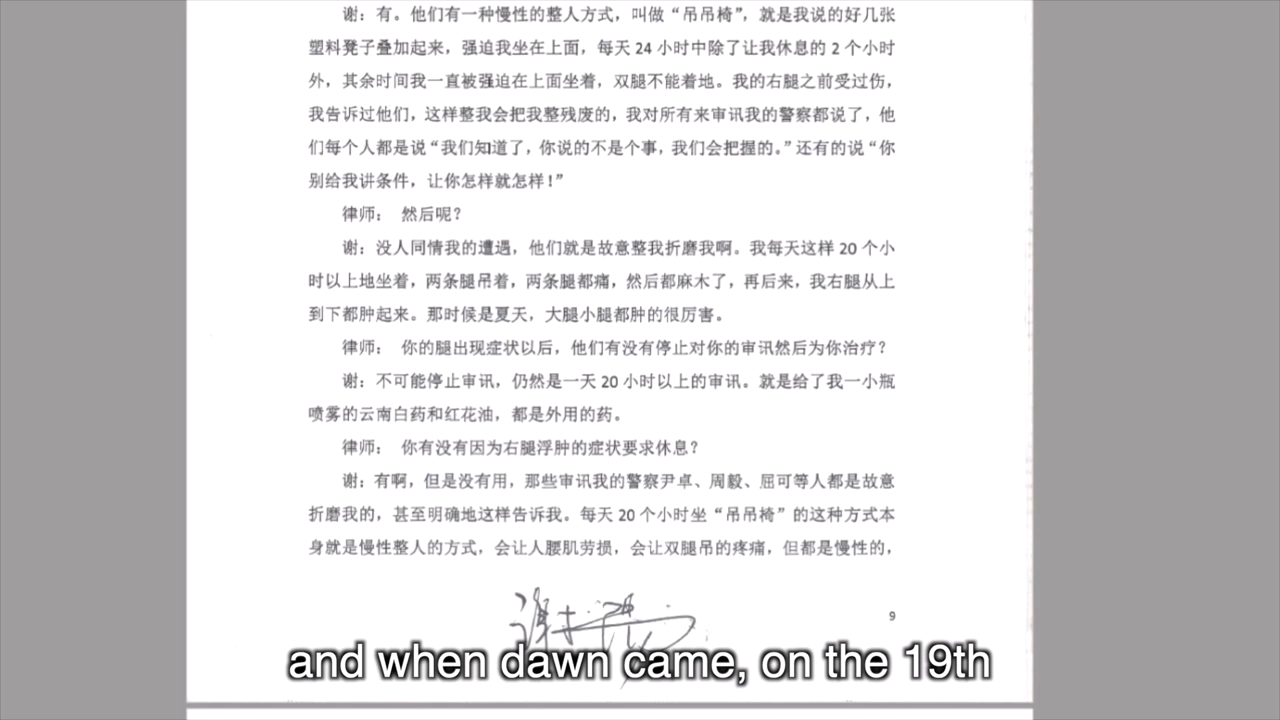 谢：有。他们有一种慢性的整人方式，叫做“吊吊椅”，就是我说的好几张
塑料凳子叠加起来，强迫我坐在上面，每天 24 小时中除了让我休息的 2 个小时
外，其余时间我一直被强迫在上面坐着，双腿不能着地。我的右腿之前受过伤，
我告诉过他们，这样整我会把我整残废的，我对所有来审讯我的警察都说了，他
们每个人都是说“我们知道了，你说的不是个事，我们会把握的。”还有的说“你
别给我讲条件，让你怎样就怎样！”
律师： 然后呢？
谢：没人同情我的遭遇，他们就是故意整我折磨我啊。我每天这样 20 个小
时以上地坐着，两条腿吊着，两条腿都痛，然后都麻木了，再后来，我右腿从上
到下都肿起来。那时候是夏天，大腿小腿都肿的很厉害。
律师： 你的腿出现症状以后，他们有没有停止对你的审讯然后为你治疗？
谢：不可能停止审讯，仍然是一天 20 小时以上的审讯。就是给了我一小瓶
喷雾的云南白药和红花油，都是外用的药。
律师： 你有没有因为右腿浮肿的症状要求休息？
谢：有啊，但是没有用，那些审讯我的警察尹卓、周毅、屈可等人都是故意
折磨我的，甚至明确地这样告诉我。每天 20 个小时坐“吊吊椅”的这种方式本
身就是慢性整人的方式，会让人腰肌劳损，会让双腿吊的疼痛，但都是慢性的，
9
and when dawn came, on the 19th